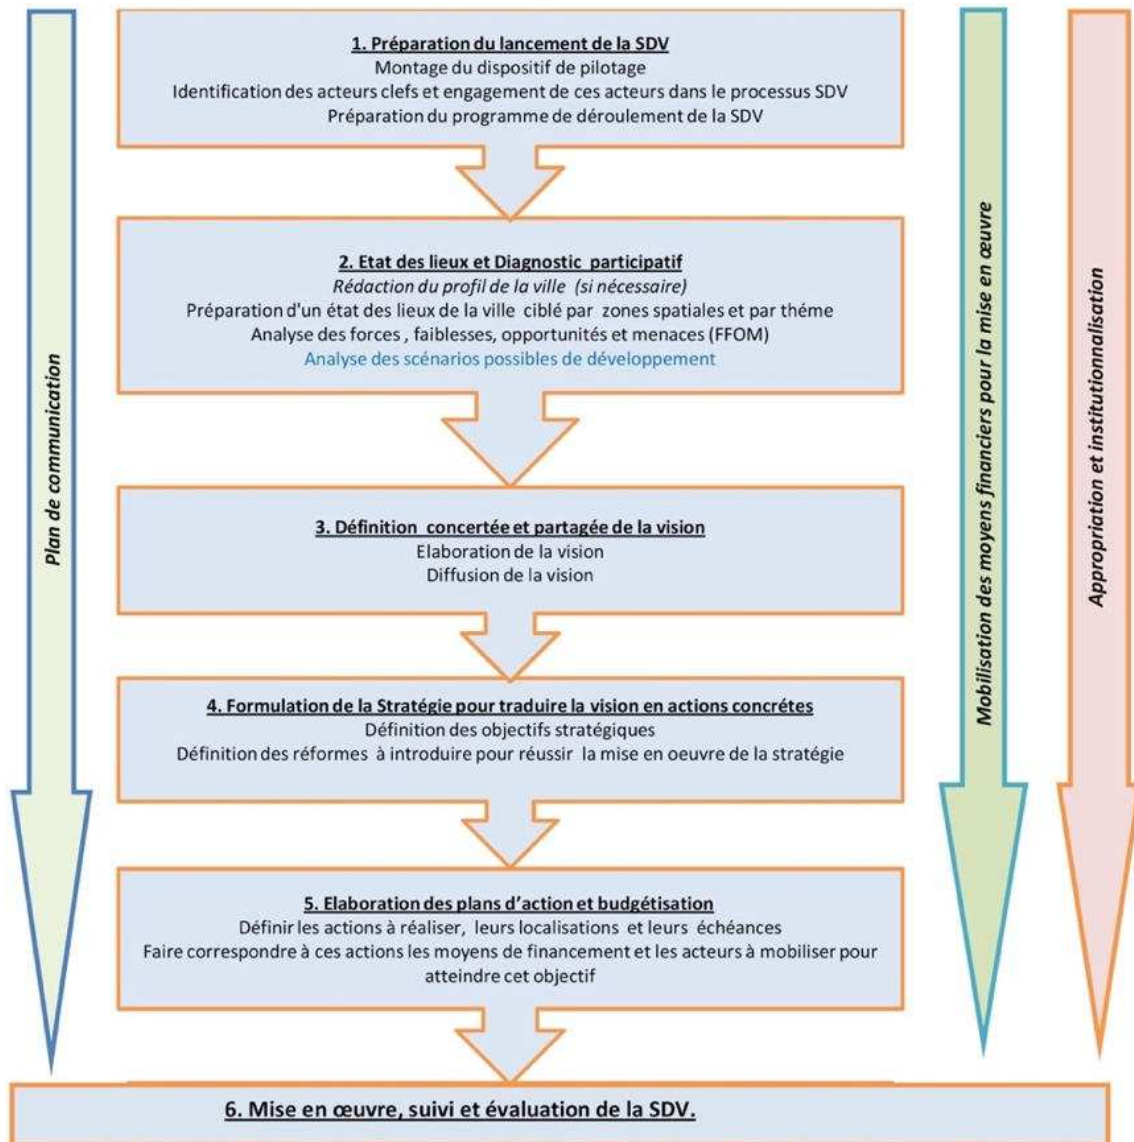 1. Préparation du lancement de la SDV
Montage du dispositif de pilotage
Identification des acteurs clefs et engagement de ces acteurs dans le processus SDV
Préparation du programme de déroulement de la SDV
2. Etat des lieux et Diagnostic participatif
Rédaction du profil de la ville (si nécessaire)
Préparation d'un état des lieux de la ville ciblé par zones spatiales et par thème
Analyse des forces , faiblesses, opportunités et menaces (FFOM)
Analyse des scénarios possibles de développement
3. Définition concertée et partagée de la vision
Elaboration de la vision
Diffusion de la vision
4. Formulation de la Stratégie pour traduire la vision en actions concrétes
Définition des objectifs stratégiques
Définition des réformes à introduire pour réussir la mise en oeuvre de la stratégie
5. Elaboration des plans d’action et budgétisation
Définir les actions à réaliser, leurs localisations et leurs échéances
Faire correspondre à ces actions les moyens de financement et les acteurs à mobiliser pour
atteindre cet objectif
6. Mise en œuvre, suivi et évaluation de la SDV.
Plan de communication
Mobilisation des moyens financiers pour la mise en œuvre
Appropriation et institutionnalisation